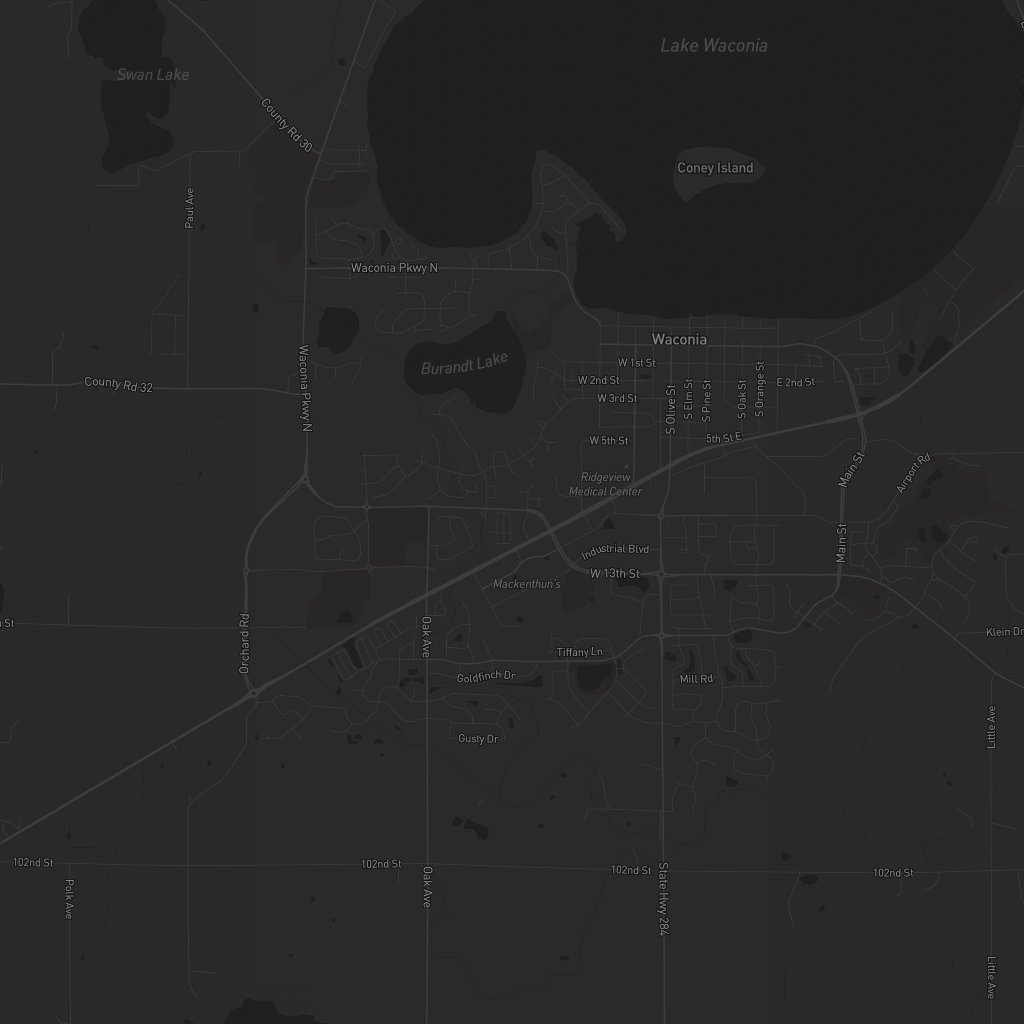 Lake Waconia
Swan Lake
County Rd 30
Coney Island
Paul Ave
Waconia Pkwy N
Waconia
Burandt Lake
W 1st St
W 2nd St
E 2nd St
County Rd 32
Waconia Pkwy N
W 3rd St
S Olive St
S Elm St
S Pine St
S Oak St
S Orange St
W 5th St
5th St E
Ridgeview
Medical Center
Main St
Airport Rd
Main St
Industrial Blvd
W 13th St
Mackenthun's
St
Orchard Rd
Oak Ave
Klein Dr
Tiffany Ln
Goldfinch Dr
Mill Rd
Little Ave
Gusty Dr
102nd St
102nd St
102nd St
102nd St
Polk Ave
Oak Ave
State Hwy 284
Little Ave